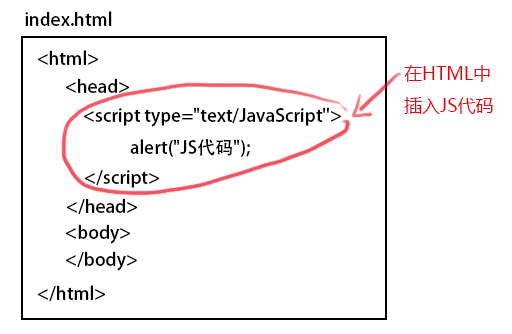 index.html
<html>
<head>
<script type="text/JavaScript">
alert("JS代码");
</script>
</head>
<body>
</body>
</html>
在HTML中
插入JS代码